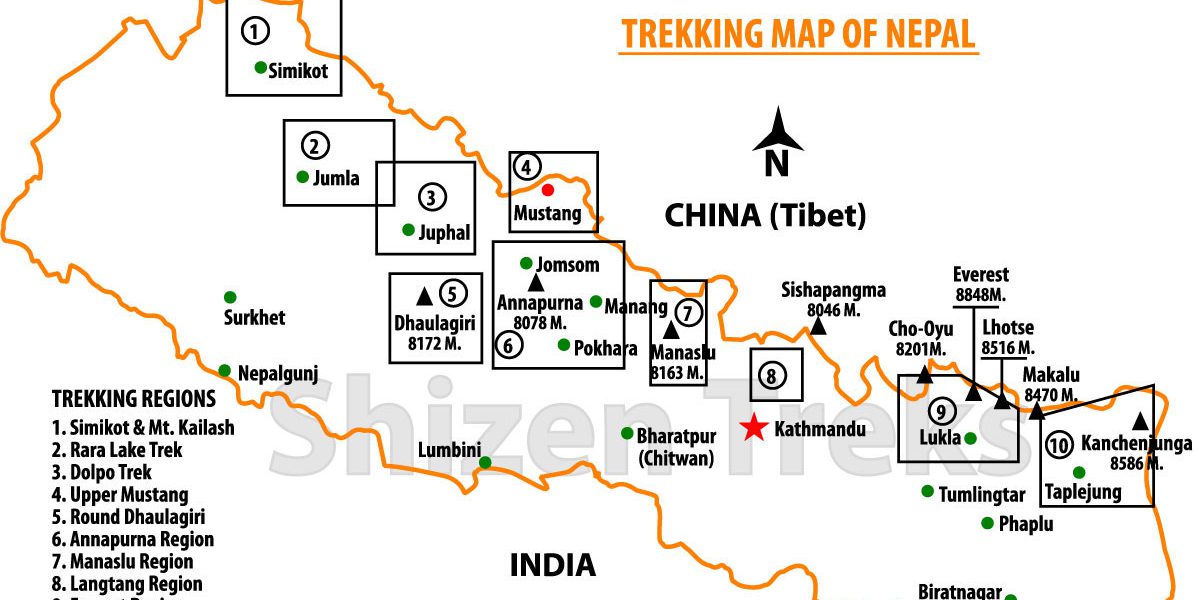 TREKKING MAP OF NEPAL
1
Simikot
2
Jumla
3
Juphal
4
Mustang
N
CHINA (Tibet)
Jomsom
Annapurna
8078 M.
Manang
6
Pokhara
5
Dhaulagiri
8172 M.
7
Manaslu
8163 M.
Sishapangma
8046 M.
Everest
8848M.
Cho-Oyu
8201M.
Lhotse
8516 M.
Makalu
8470 M.
Surkhet
Nepalgunj
8
Kathmandu
9
Lukla
10
Kanchenjunga
8586 M.
Taplejung
Shizen Treks
Lumbini
Bharatpur
(Chitwan)
Tumlingtar
Phaplu
INDIA
Biratnagar
TREKKING REGIONS
1. Simikot & Mt. Kailash
2. Rara Lake Trek
3. Dolpo Trek
4. Upper Mustang
5. Round Dhaulagiri
6. Annapurna Region
7. Manaslu Region
8. Langtang Region